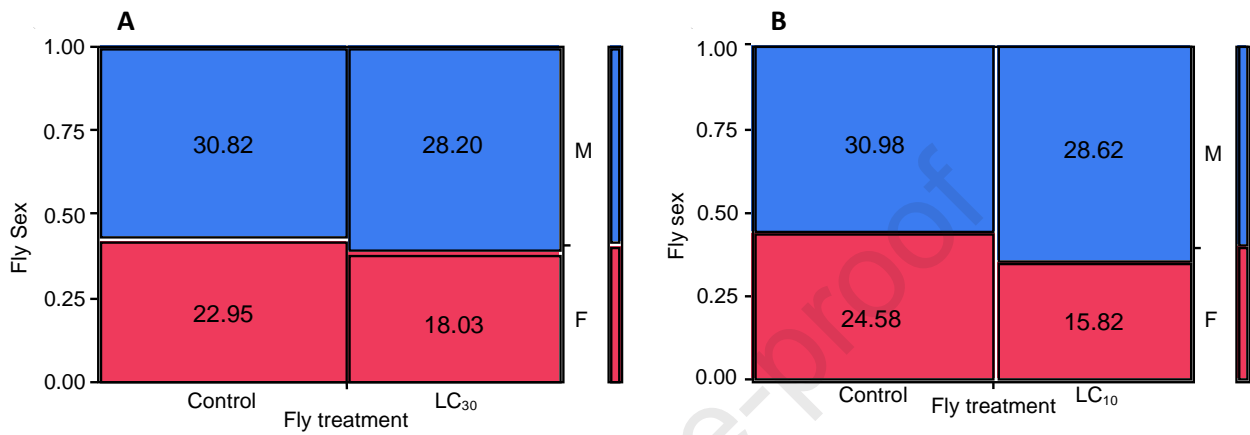 A
1.00
0.75
0.50
0.25
0.00
Fly Sex
30.82
28.20
22.95
18.03
M
F
Control
LC₃₀
Fly treatment
B
1.00
0.75
0.50
0.25
0.00
Fly sex
30.98
28.62
24.58
15.82
M
F
Control
LC₁₀
Fly treatment
e-proof